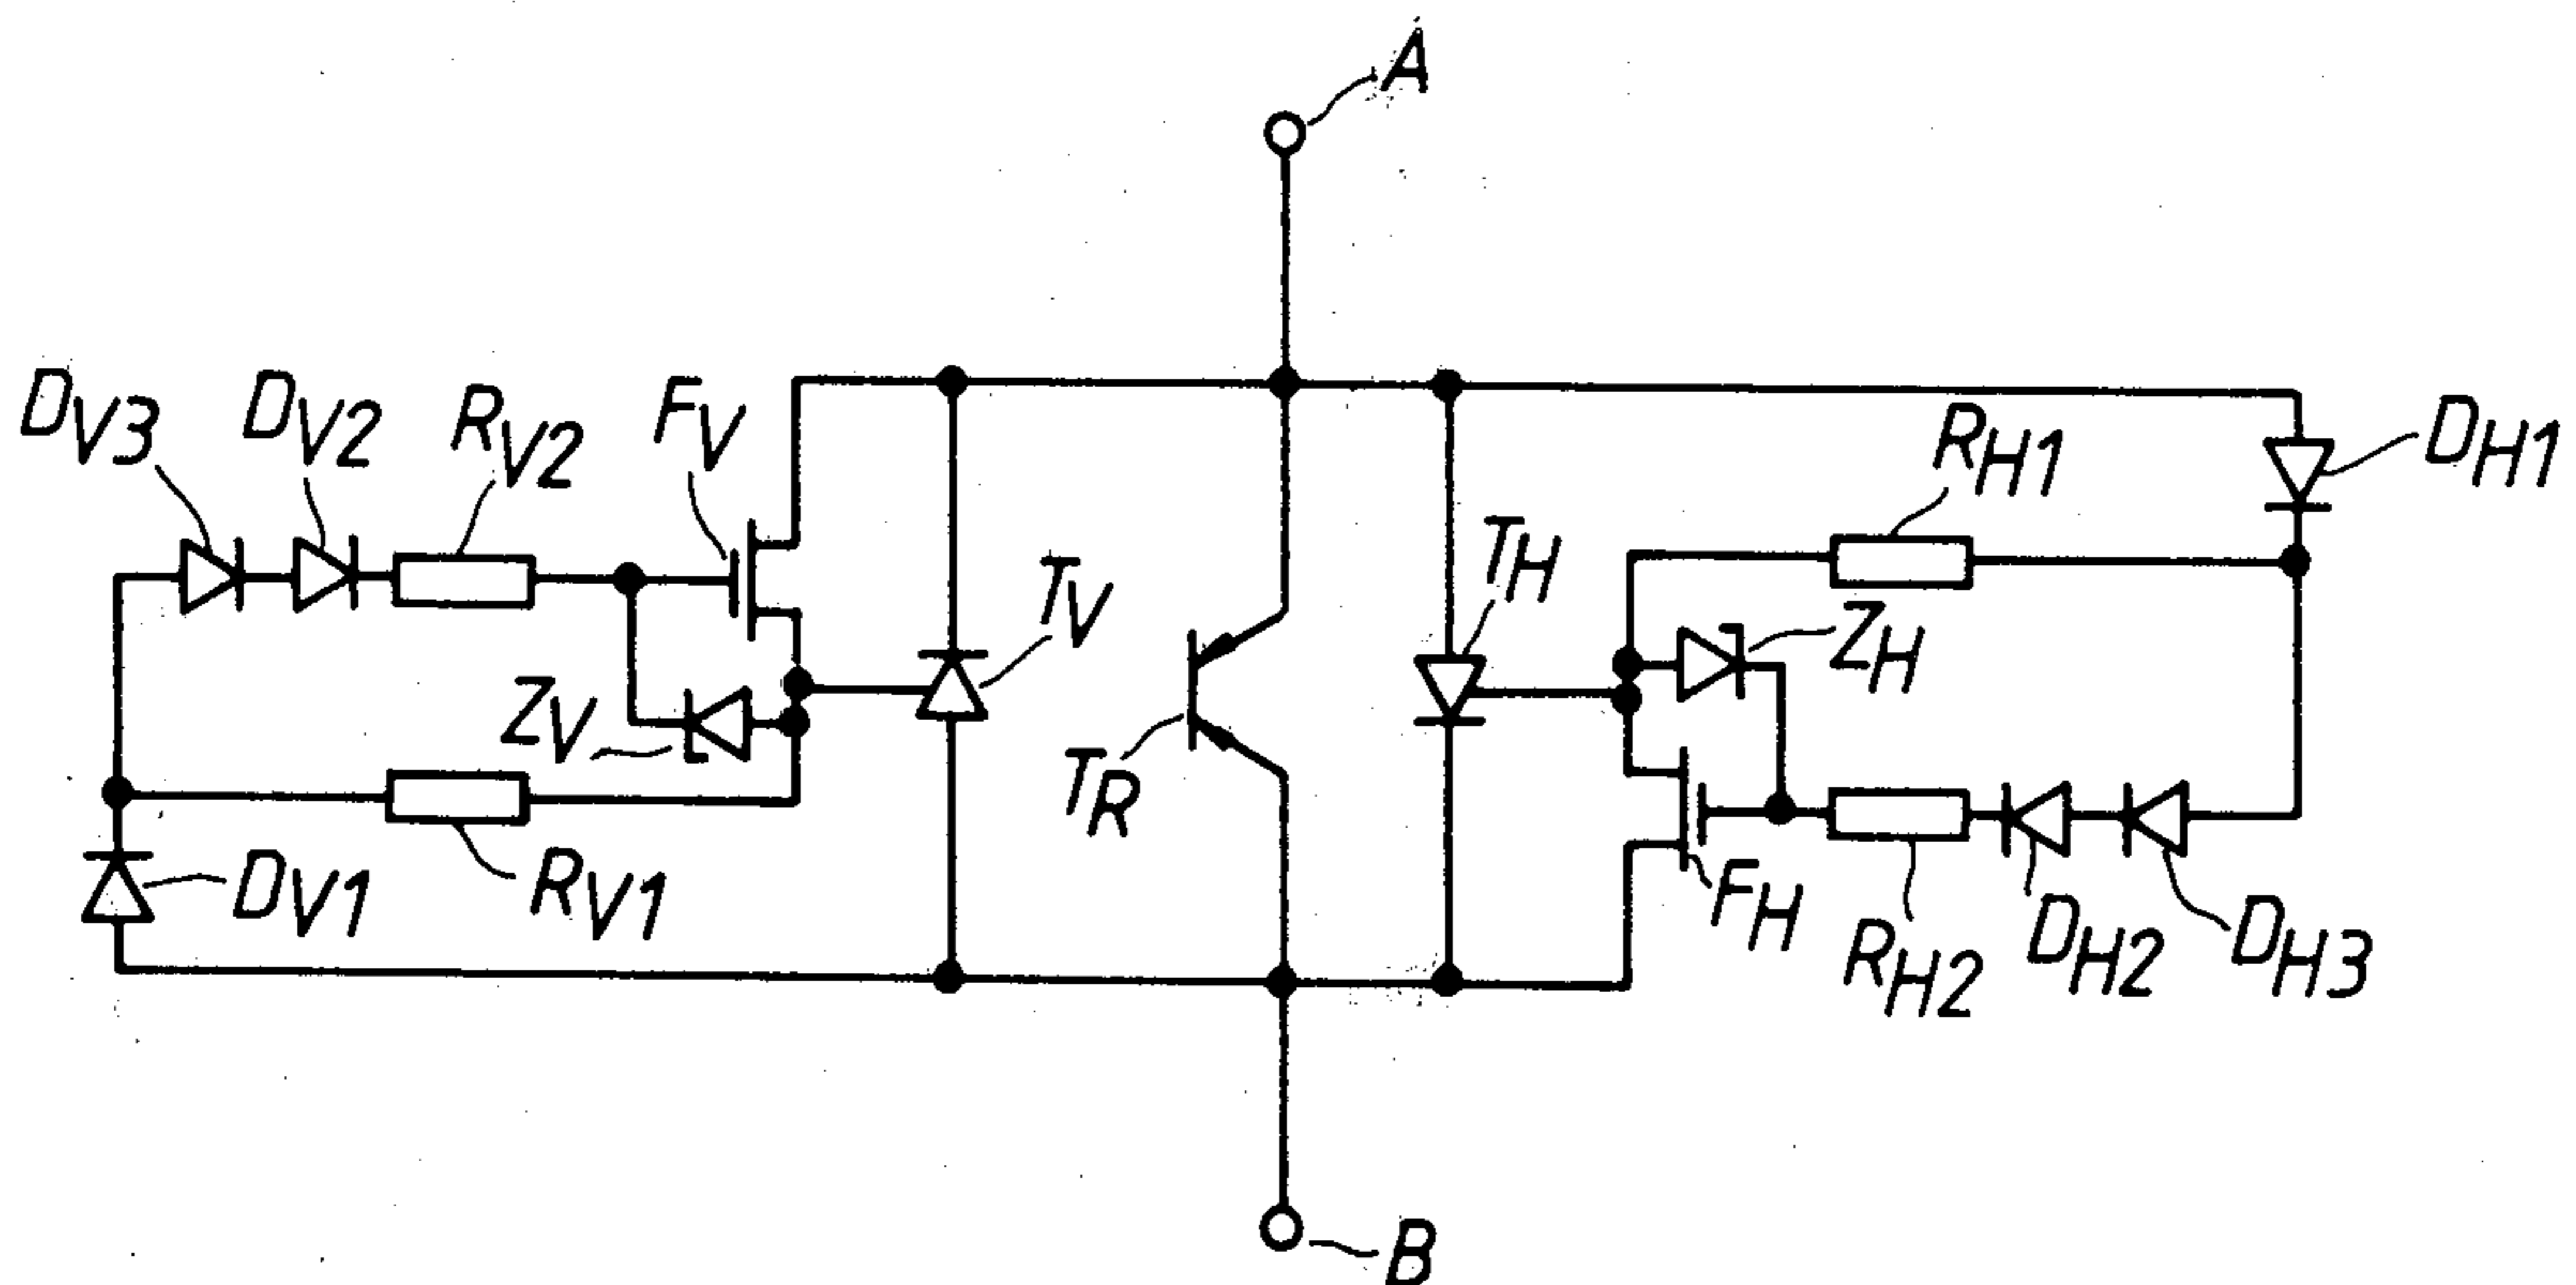 A
DV3
DV2
RV2
FV
RH1
DH1
TV
TH
ZH
ZV
TR
DV1
RV1
FH
RH2
DH2
DH3
B